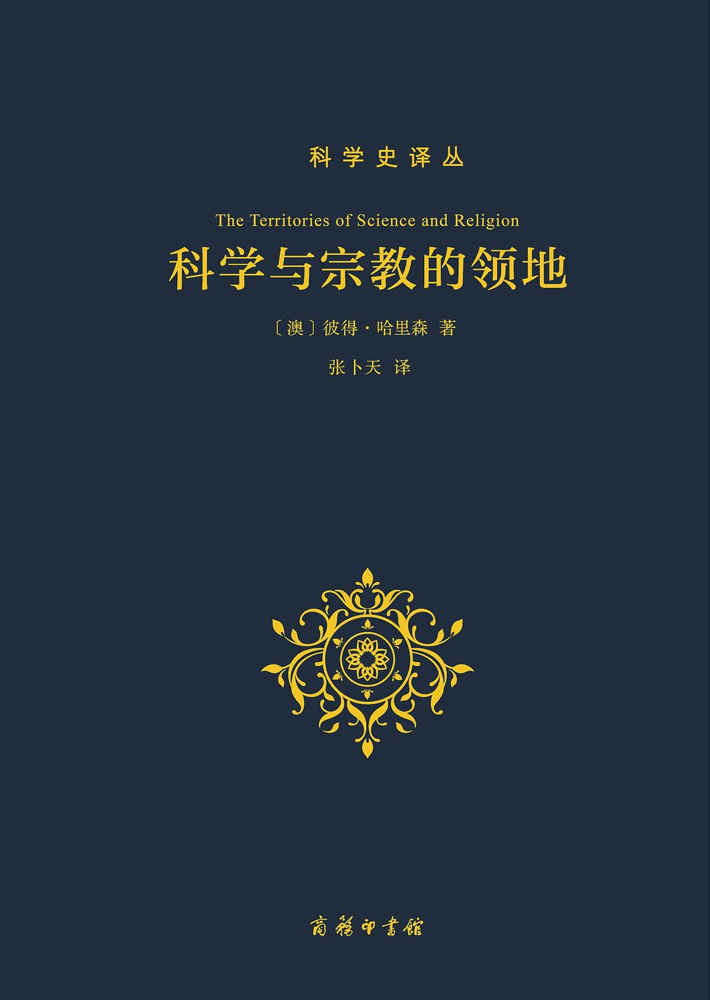 科学史译丛
The Territories of Science and Religion
科学与宗教的领地
〔澳〕彼得·哈里森 著
张卜天 译
商務印書館